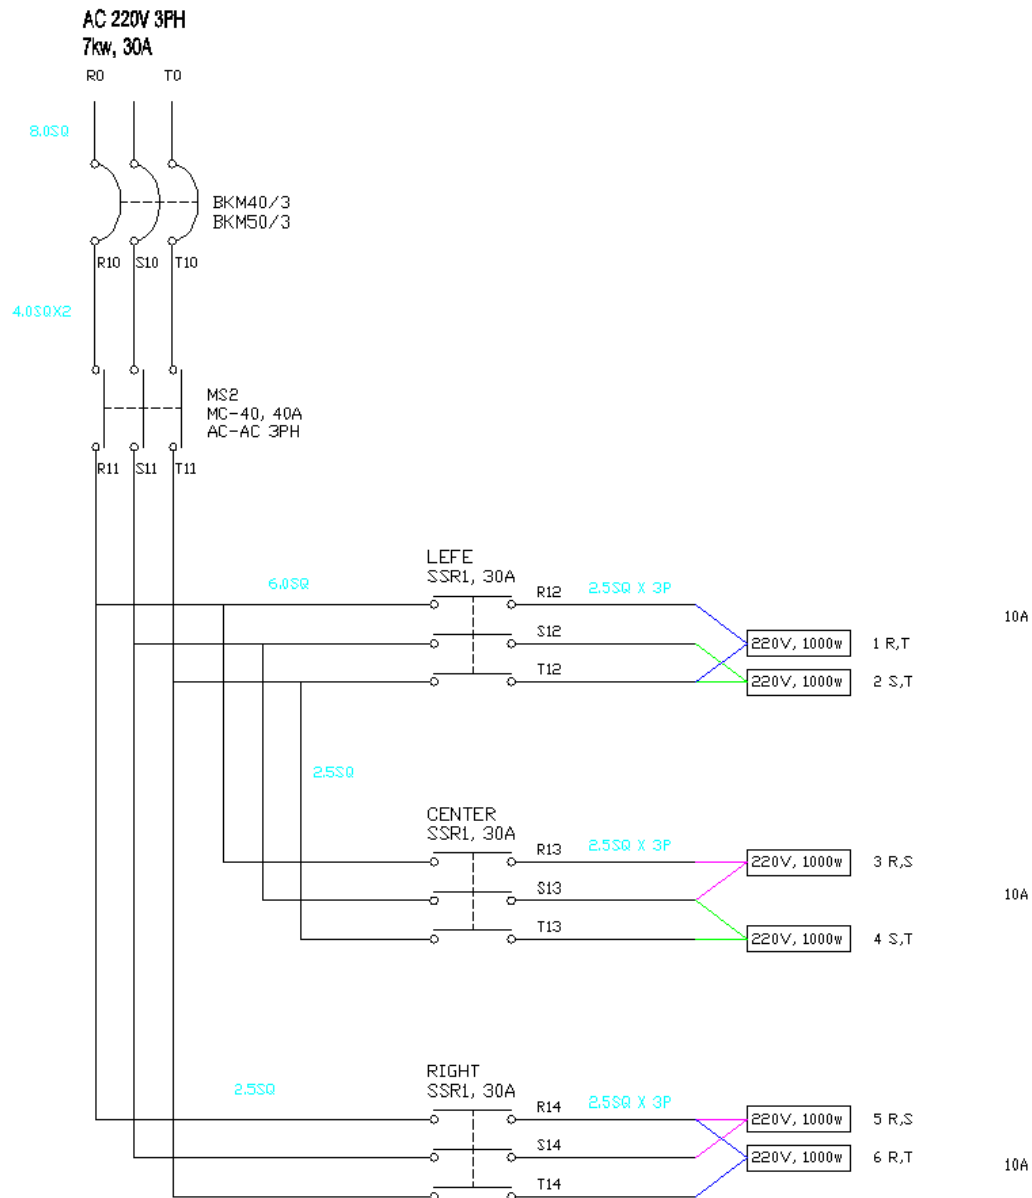 AC 220V 3PH
7kw, 30A
R0 T0
8.0SQ
BKM40/3
BKM50/3
R10 S10 T10
4.0SQX2
MS2
MC-40, 40A
AC-AC 3PH
R11 S11 T11
LEFE
SSR1, 30A
6.0SQ
R12 2.5SQ X 3P
10A
S12
220V, 1000w 1 R,T
T12
220V, 1000w 2 S,T
2.5SQ
CENTER
SSR1, 30A
R13 2.5SQ X 3P
220V, 1000w 3 R,S
S13
10A
T13
220V, 1000w 4 S,T
RIGHT
SSR1, 30A
2.5SQ
R14 2.5SQ X 3P
220V, 1000w 5 R,S
S14
220V, 1000w 6 R,T
10A
T14